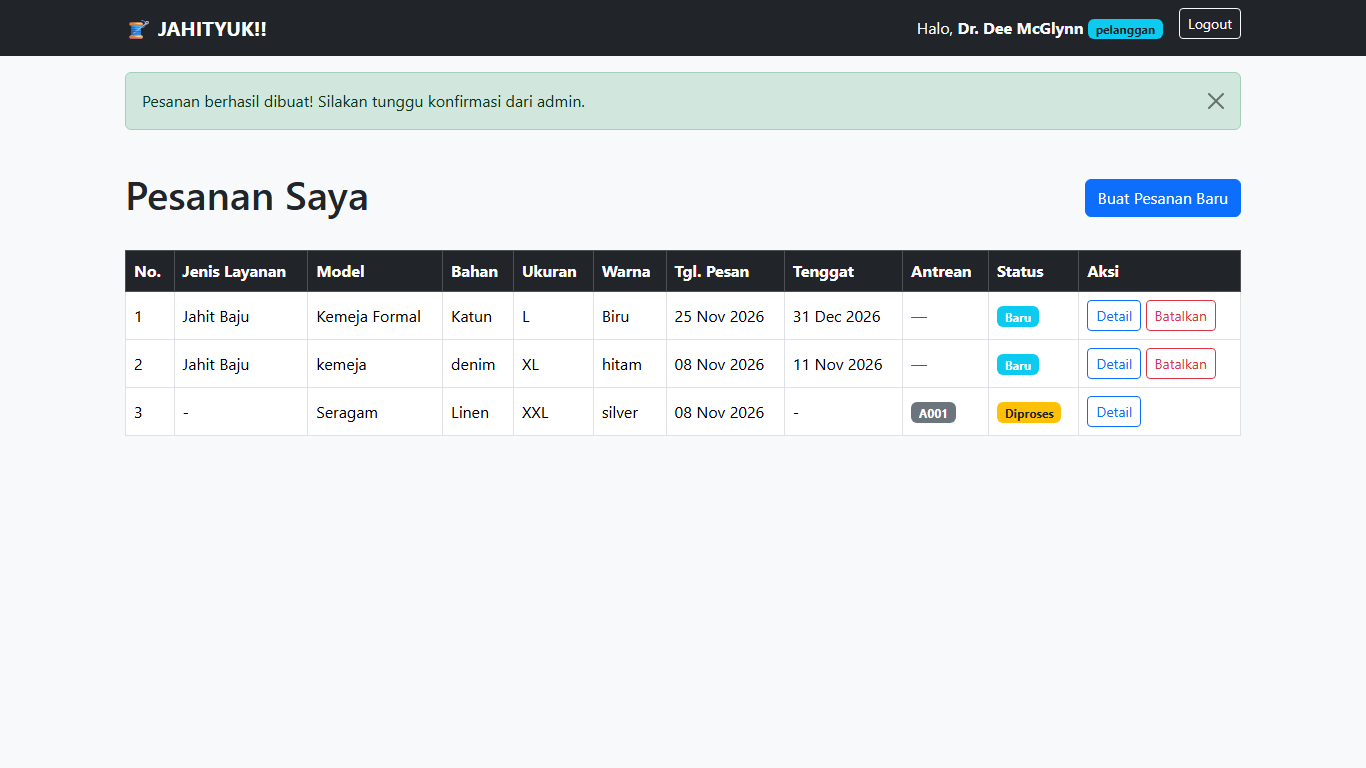 JAHITYUK!!
Halo, Dr. Dee McGlynn pelanggan Logout
Pesanan berhasil dibuat! Silakan tunggu konfirmasi dari admin.
Pesanan Saya
Buat Pesanan Baru
No. Jenis Layanan Model Bahan Ukuran Warna Tgl. Pesan Tenggat Antrean Status Aksi
1 Jahit Baju Kemeja Formal Katun L Biru 25 Nov 2026 31 Dec 2026 — Baru Detail Batalkan
2 Jahit Baju kemeja denim XL hitam 08 Nov 2026 11 Nov 2026 — Baru Detail Batalkan
3 - Seragam Linen XXL silver 08 Nov 2026 - A001 Diproses Detail